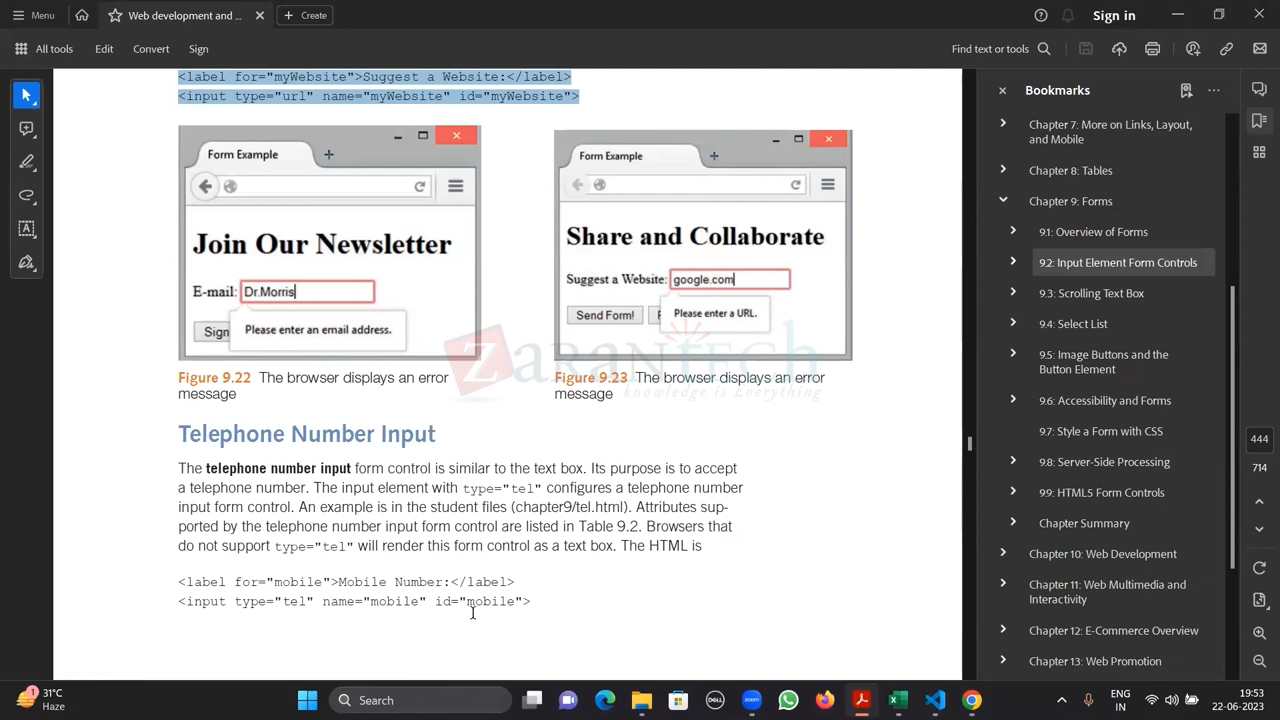 Menu
Web development and ...
Create
Sign in
All tools
Edit
Convert
Sign
Find text or tools
<label for="myWebsite">Suggest a Website:</label>
<input type="url" name="myWebsite" id="myWebsite">
Form Example
Join Our Newsletter
E-mail: Dr.Morris
Sign
Please enter an email address.
Figure 9.22 The browser displays an error
message
Form Example
Share and Collaborate
Suggest a Website: google.com
Send Form!
Please enter a URL.
Figure 9.23 The browser displays an error
message
ZARANTECH
knowledge is Everything
Telephone Number Input
The telephone number input form control is similar to the text box. Its purpose is to accept
a telephone number. The input element with type="tel" configures a telephone number
input form control. An example is in the student files (chapter9/tel.html). Attributes sup-
ported by the telephone number input form control are listed in Table 9.2. Browsers that
do not support type="tel" will render this form control as a text box. The HTML is
<label for="mobile">Mobile Number:</label>
<input type="tel" name="mobile" id="mobile">
Bookmarks
Chapter 7: More on Links, Layout,
and Mobile
Chapter 8: Tables
Chapter 9: Forms
9.1: Overview of Forms
9.2: Input Element Form Controls
9.3: Scrolling Text Box
9.4: Select List
9.5: Image Buttons and the
Button Element
9.6: Accessibility and Forms
9.7: Style a Form with CSS
9.8: Server-Side Processing
9.9: HTML5 Form Controls
Chapter Summary
Chapter 10: Web Development
Chapter 11: Web Multimedia and
Interactivity
Chapter 12: E-Commerce Overview
Chapter 13: Web Promotion
444
714
1
31°C
Haze
Search
DELL
zoom
ENG
IN
19:53
22-06-2023